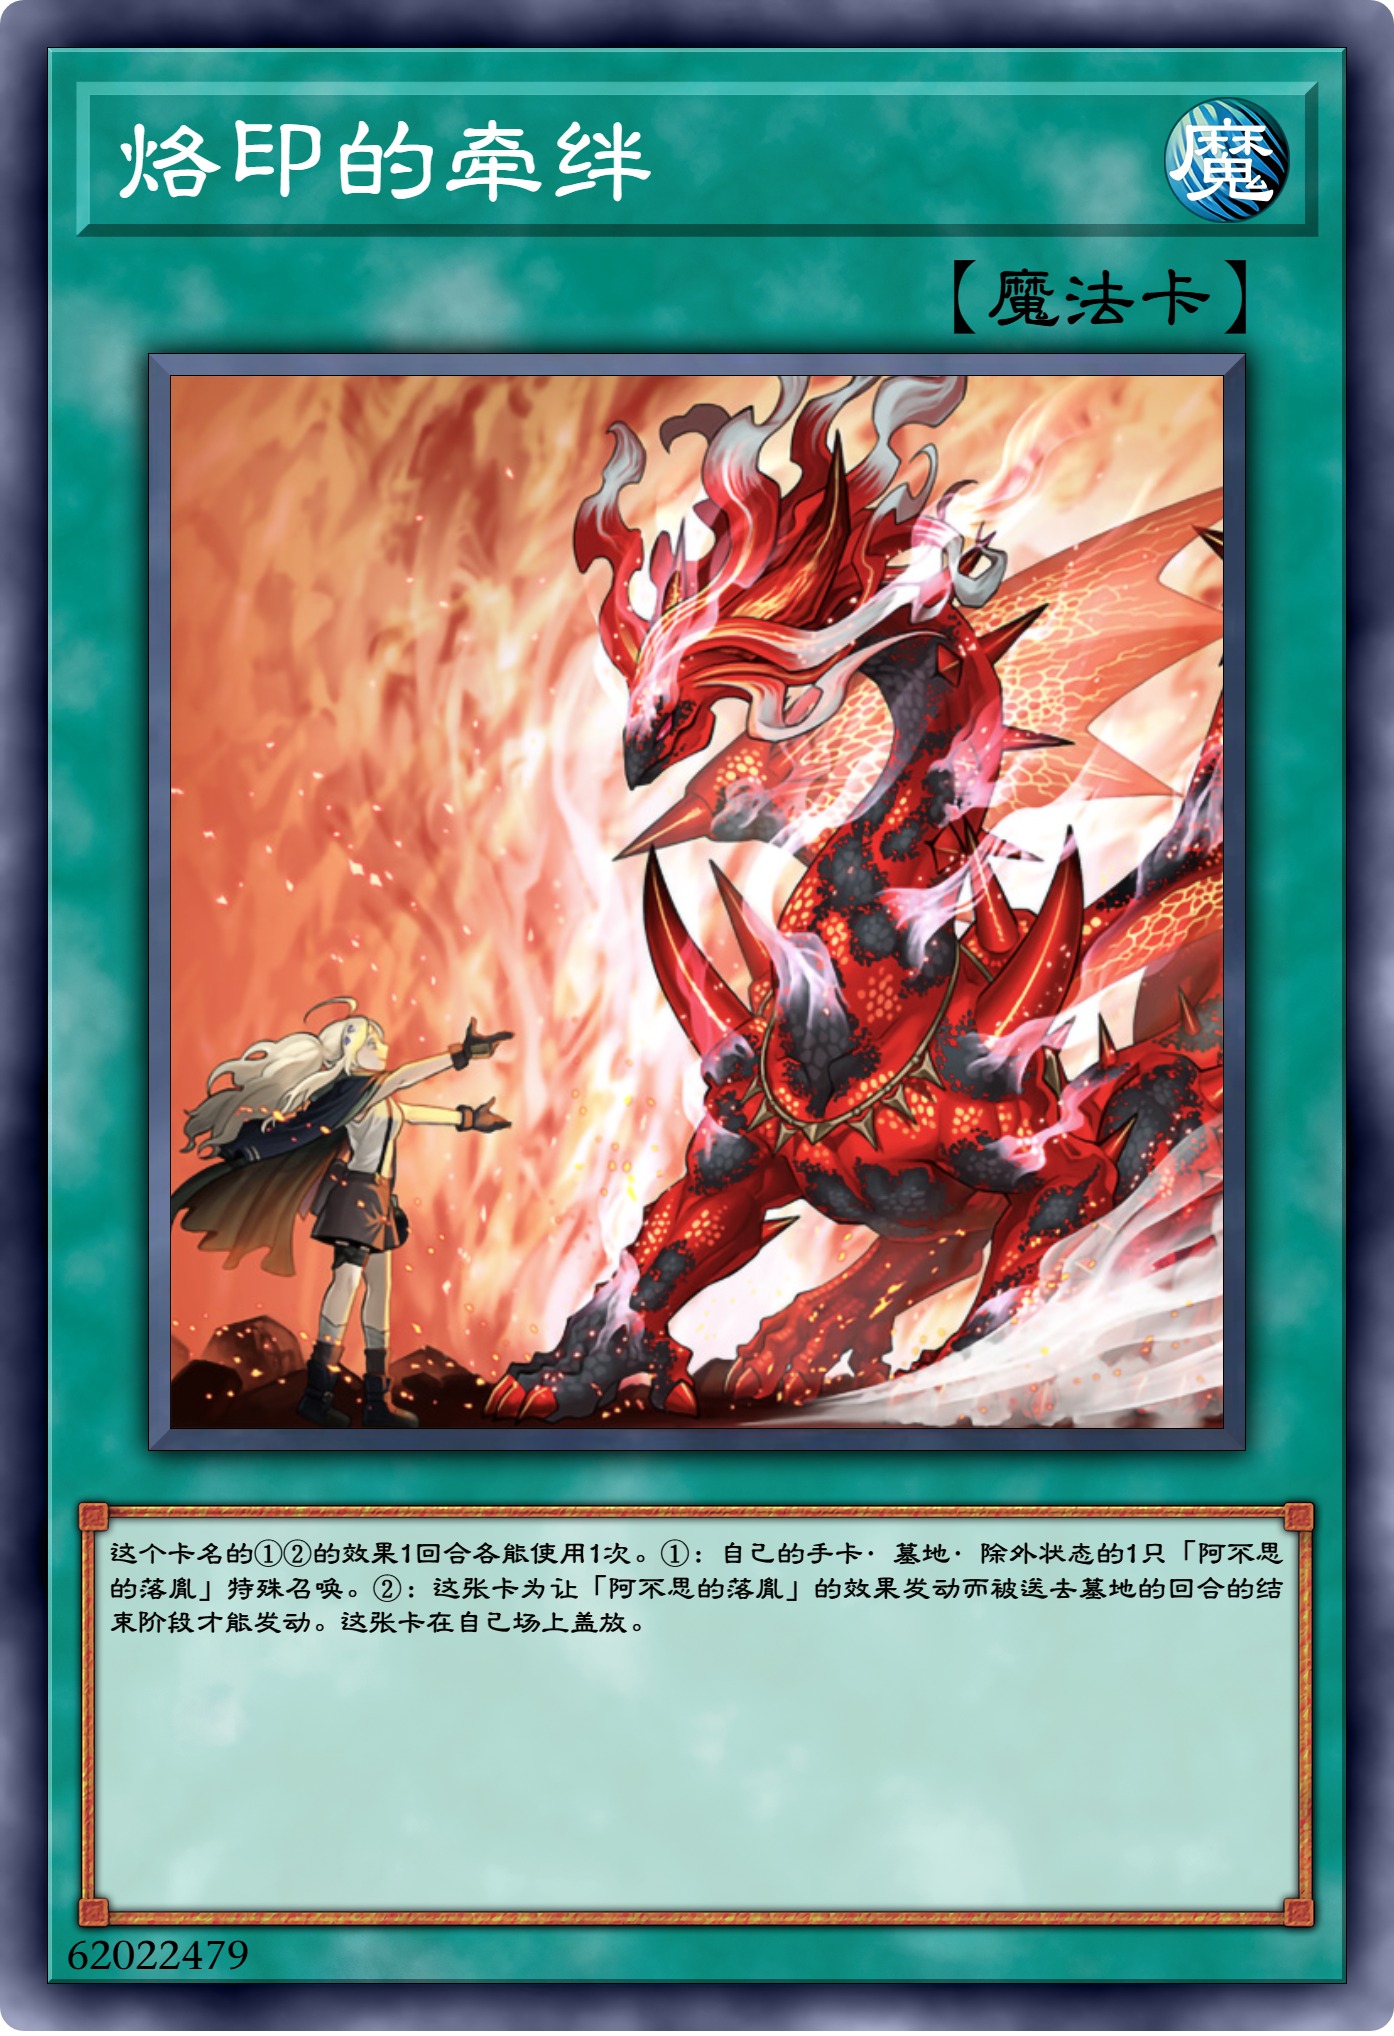 烙印的牵绊
魔
【魔法卡】
这个卡名的①②的效果1回合各能使用1次。①：自己的手卡·墓地·除外状态的1只「阿不思
的落胤」特殊召唤。②：这张卡为让「阿不思的落胤」的效果发动而被送去墓地的回合的结
束阶段才能发动。这张卡在自己场上盖放。
62022479